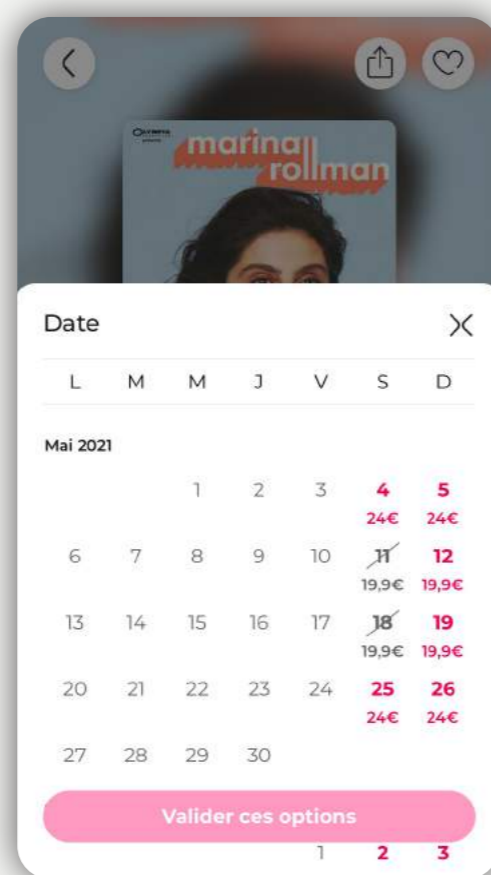 OLYMPIA
marina
rollman
Date
L M M J V S D
Mai 2021
1 2 3 4 5
24€ 24€
6 7 8 9 10 11 12
19,9€ 19,9€
13 14 15 16 17 18 19
19,9€ 19,9€
20 21 22 23 24 25 26
24€ 24€
27 28 29 30
Valider ces options
1 2 3